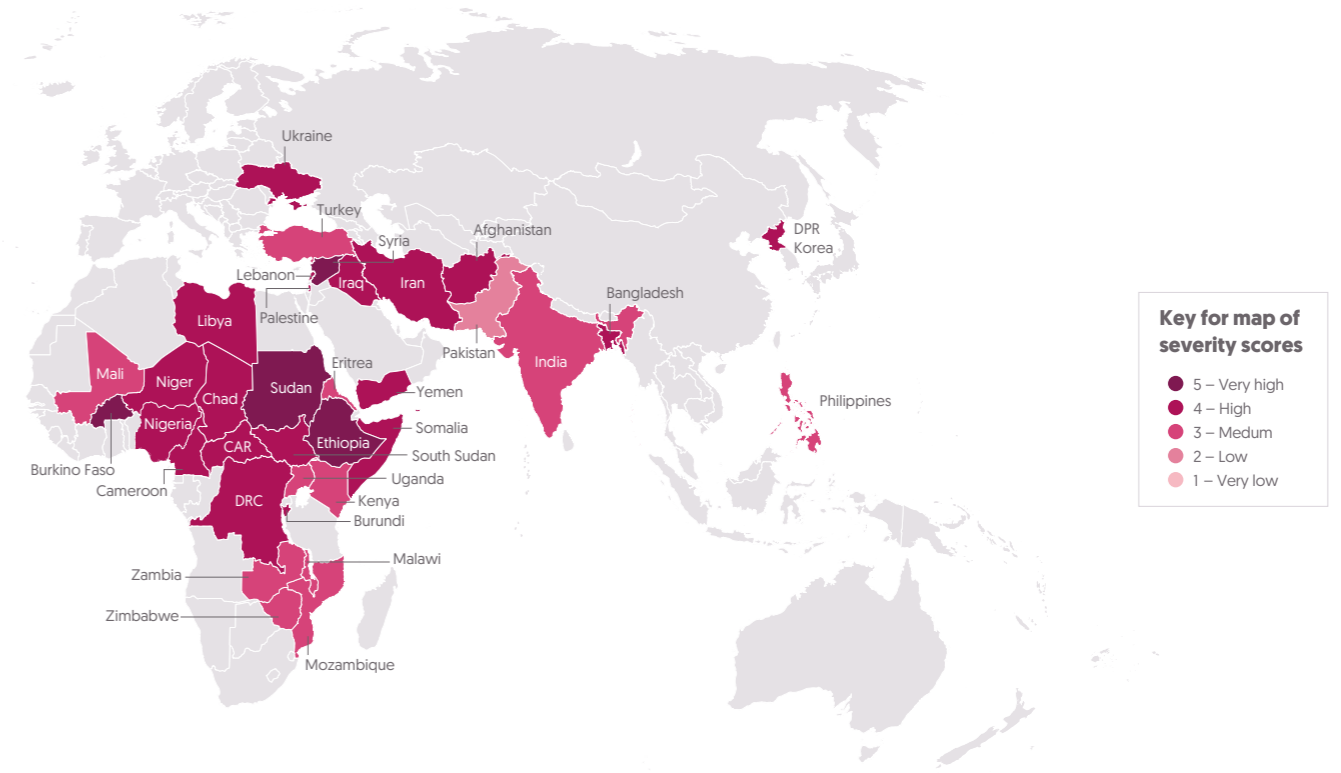 Ukraine
Turkey
Syria
Afghanistan
DPR
Korea
Lebanon
Iraq
Iran
Bangladesh
Libya
Palestine
Pakistan
India
Eritrea
Mali
Niger
Chad
Sudan
Yemen
Philippines
Nigeria
Somalia
CAR
Ethiopia
South Sudan
Burkino Faso
Cameroon
Uganda
DRC
Kenya
Burundi
Malawi
Zambia
Zimbabwe
Mozambique
Key for map of
severity scores
5 – Very high
4 – High
3 – Medum
2 – Low
1 – Very low